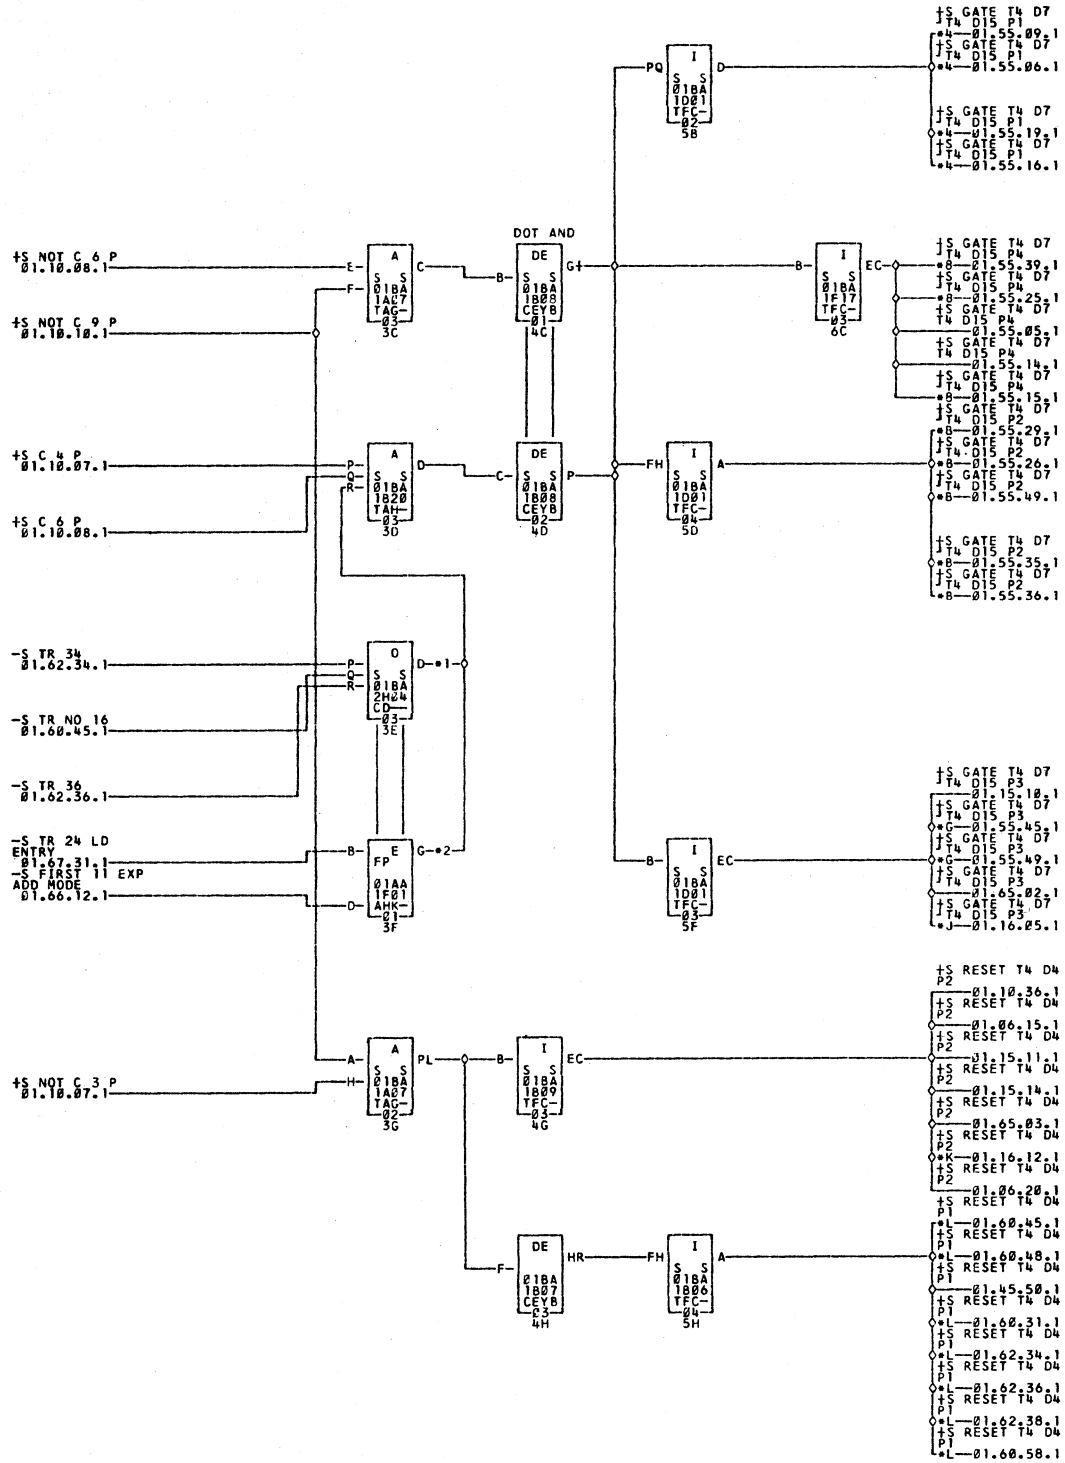 +S GATE T4 D7
T4 D15 P1
*4—01.55.09.1
+S GATE T4 D7
T4 D15 P1
*4—01.55.06.1
+S GATE T4 D7
T4 D15 P1
*4—01.55.19.1
+S GATE T4 D7
T4 D15 P1
*4—01.55.16.1
PQ
I
S S
01BA
1D01
TFC-
02
5B
D
+S NOT C 6 P
01.10.08.1
+S NOT C 9 P
01.10.10.1
E
F
A
S S
01BA
1A07
TAG-
03
3C
C
DOT AND
B
DE
S S
01BA
1B08
CEYB
01
4C
G+
B
I
S S
01BA
1F17
TFC-
03
6C
EC
+S GATE T4 D7
T4 D15 P4
*8—01.55.39.1
+S GATE T4 D7
T4 D15 P4
*8—01.55.25.1
+S GATE T4 D7
T4 D15 P4
01.55.05.1
+S GATE T4 D7
T4 D15 P4
01.55.14.1
+S GATE T4 D7
T4 D15 P4
*8—01.55.15.1
+S C 4 P
01.10.07.1
+S C 6 P
01.10.08.1
P
Q
R
A
S S
01BA
1B20
TAH-
03
3D
D
C
DE
S S
01BA
1B08
CEYB
02
4D
P
FH
I
S S
01BA
1D01
TFC-
04
5D
A
+S GATE T4 D7
T4 D15 P2
*B—01.55.29.1
+S GATE T4 D7
T4 D15 P2
*B—01.55.26.1
+S GATE T4 D7
T4 D15 P2
*B—01.55.49.1
+S GATE T4 D7
T4 D15 P2
*B—01.55.35.1
+S GATE T4 D7
T4 D15 P2
*B—01.55.36.1
-S TR 34
01.62.34.1
-S TR NO 16
01.60.45.1
-S TR 36
01.62.36.1
P
Q
R
O
S S
01BA
2H04
CD—
03
3E
D *1
-S TR 24 LD
ENTRY
01.67.31.1
-S FIRST 11 EXP
ADD MODE
01.66.12.1
B
D
E
FP
01AA
1F01
AHK-
01
3F
G *2
B
I
S S
01BA
1D01
TFC-
03
5F
EC
+S GATE T4 D7
T4 D15 P3
01.15.10.1
+S GATE T4 D7
T4 D15 P3
*G—01.55.45.1
+S GATE T4 D7
T4 D15 P3
*G—01.55.49.1
+S GATE T4 D7
T4 D15 P3
01.65.02.1
+S GATE T4 D7
T4 D15 P3
*J—01.16.05.1
+S NOT C 3 P
01.10.07.1
A
H
A
S S
01BA
1A07
TAG-
02
3G
PL
B
I
S S
01BA
1B09
TFC-
03
4G
EC
+S RESET T4 D4
P2
01.10.36.1
+S RESET T4 D4
P2
01.06.15.1
+S RESET T4 D4
P2
01.15.11.1
+S RESET T4 D4
P2
01.15.14.1
+S RESET T4 D4
P2
01.65.03.1
+S RESET T4 D4
P2
*K—01.16.12.1
+S RESET T4 D4
P2
01.06.20.1
F
DE
01BA
1B07
CEYB
03
4H
HR
FH
I
S S
01BA
1B06
TFC-
04
5H
A
+S RESET T4 D4
P1
*L—01.60.45.1
+S RESET T4 D4
P1
*L—01.60.48.1
+S RESET T4 D4
P1
01.45.50.1
+S RESET T4 D4
P1
*L—01.60.31.1
+S RESET T4 D4
P1
*L—01.62.34.1
+S RESET T4 D4
P1
*L—01.62.36.1
+S RESET T4 D4
P1
*L—01.62.38.1
+S RESET T4 D4
P1
*L—01.60.58.1